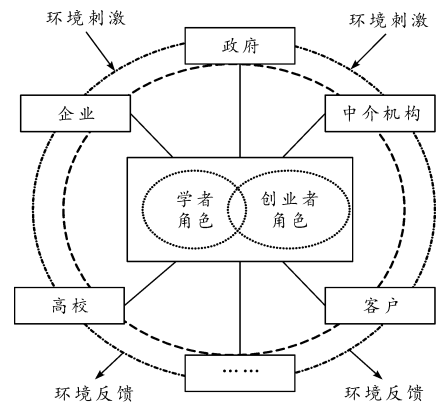 环境刺激
环境刺激
政府
企业
中介机构
学者
角色
创业者
角色
高校
客户
……
环境反馈
环境反馈